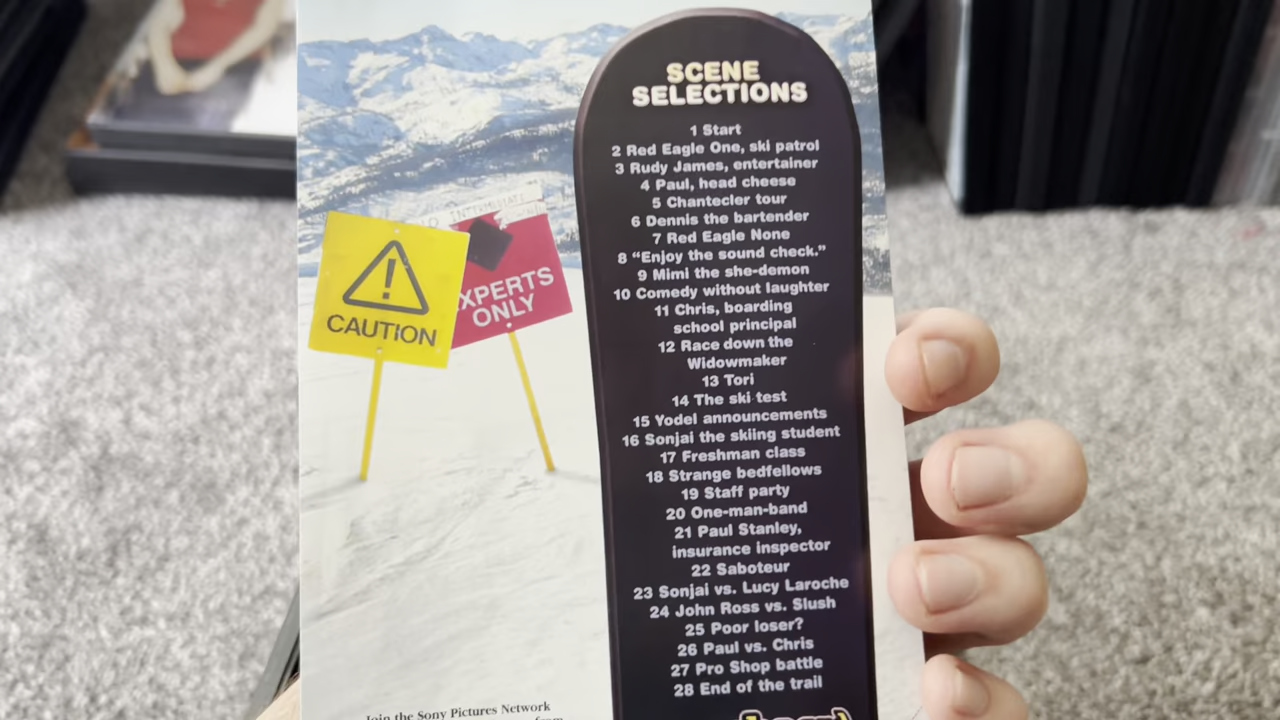 SCENE
SELECTIONS
1 Start
2 Red Eagle One, ski patrol
3 Rudy James, entertainer
4 Paul, head cheese
5 Chantecler tour
6 Dennis the bartender
7 Red Eagle None
8 “Enjoy the sound check.”
9 Mimi the she-demon
10 Comedy without laughter
11 Chris, boarding
school principal
12 Race down the
Widowmaker
13 Tori
14 The ski test
15 Yodel announcements
16 Sonjai the skiing student
17 Freshman class
18 Strange bedfellows
19 Staff party
20 One-man-band
21 Paul Stanley,
insurance inspector
22 Saboteur
23 Sonjai vs. Lucy Laroche
24 John Ross vs. Slush
25 Poor loser?
26 Paul vs. Chris
27 Pro Shop battle
28 End of the trail
CAUTION
XPERTS
ONLY
Join the Sony Pictures Network